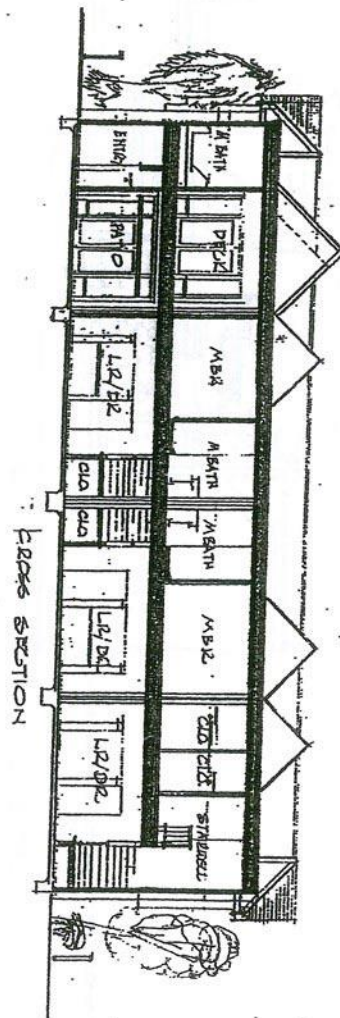 M BATH
DECK
MBR
M BATH
M BATH
MBR
CLO
CLO
STAIRWELL
ENTRY
PATIO
LR/DR
CLO
CLO
LR/DR
LR/DR
CROSS SECTION